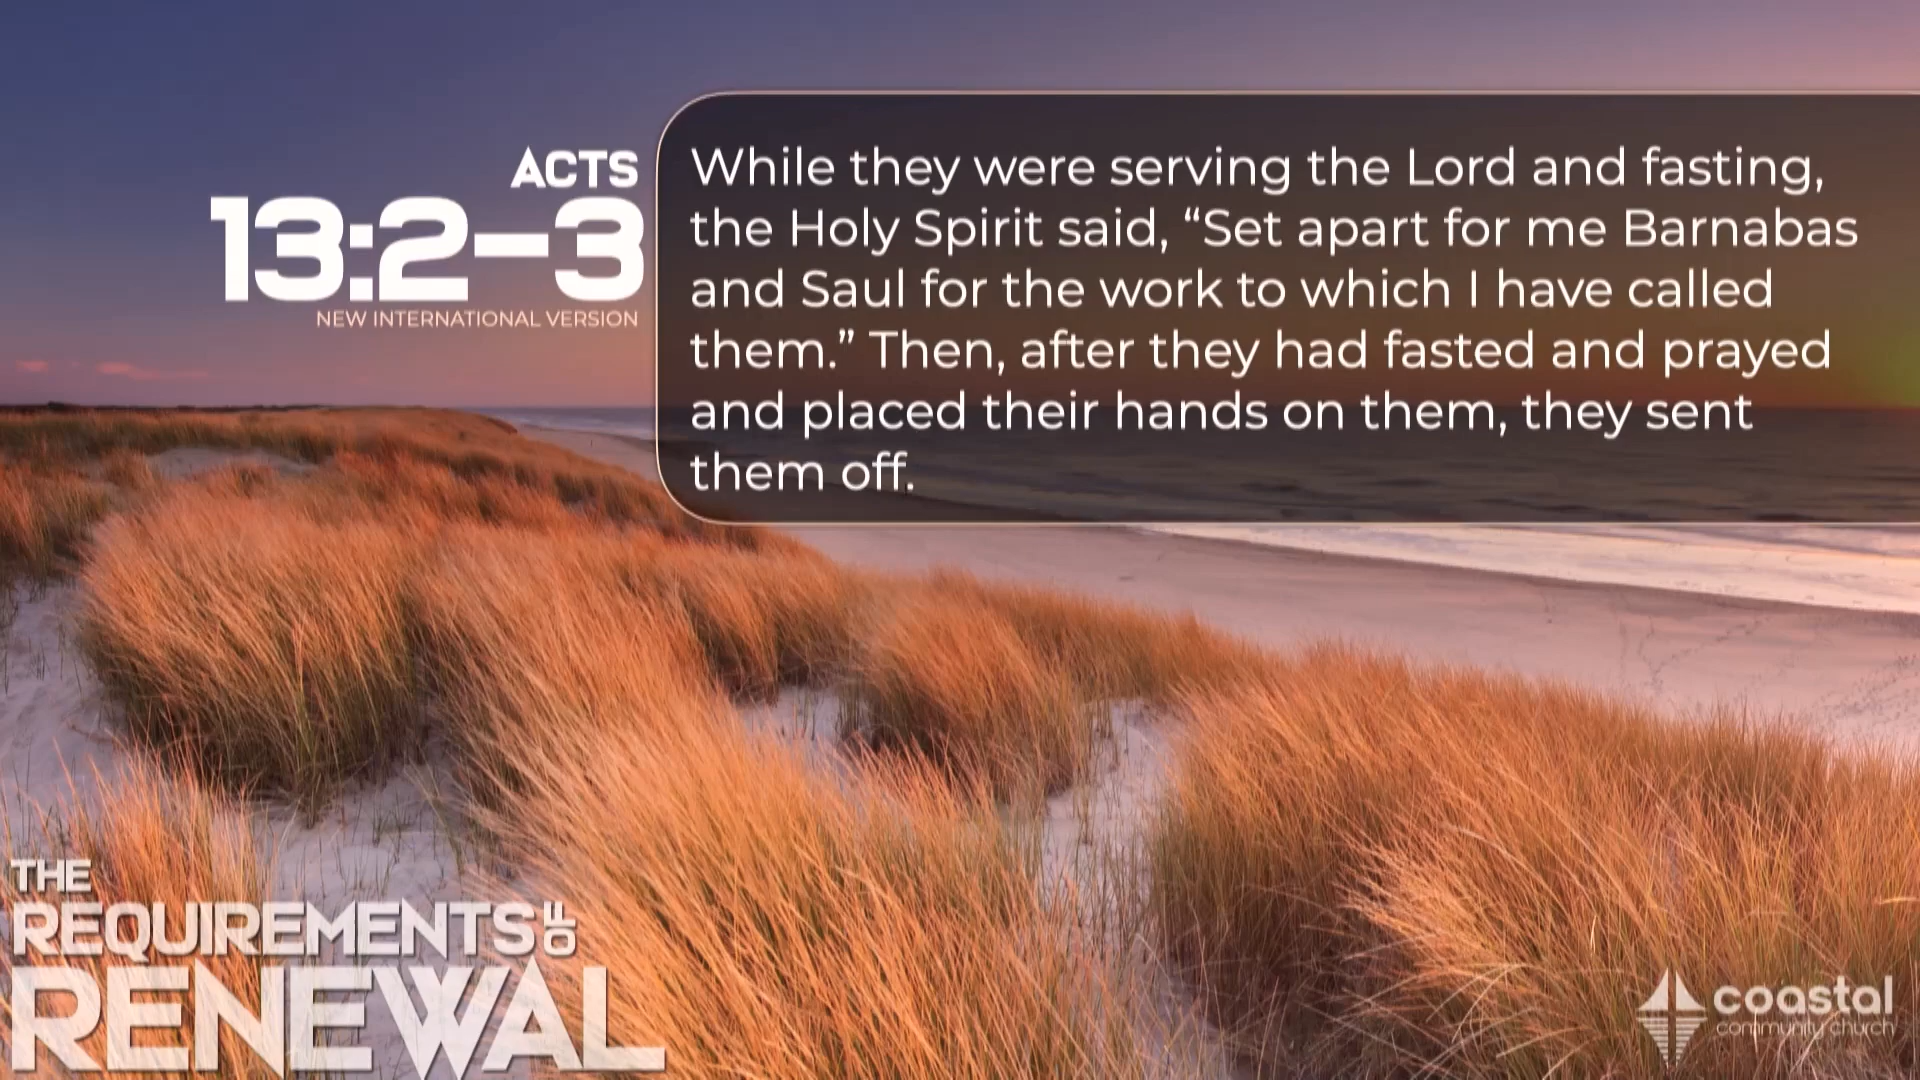 ACTS
13:2–3
NEW INTERNATIONAL VERSION
While they were serving the Lord and fasting,
the Holy Spirit said, “Set apart for me Barnabas
and Saul for the work to which I have called
them.” Then, after they had fasted and prayed
and placed their hands on them, they sent
them off.
THE
REQUIREMENTS OF
RENEWAL
coastal
community church